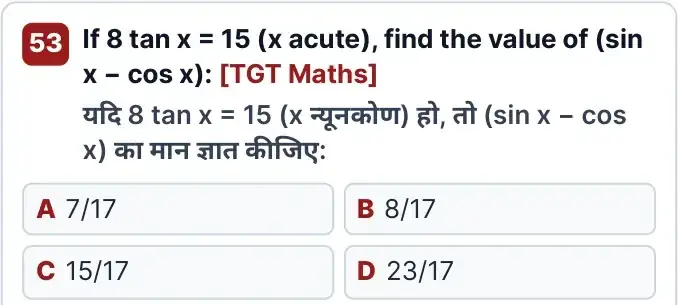 53 If 8 tan x = 15 (x acute), find the value of (sin
x − cos x): [TGT Maths]
यदि 8 tan x = 15 (x न्यूनकोण) हो, तो (sin x − cos
x) का मान ज्ञात कीजिए:
A 7/17
B 8/17
C 15/17
D 23/17